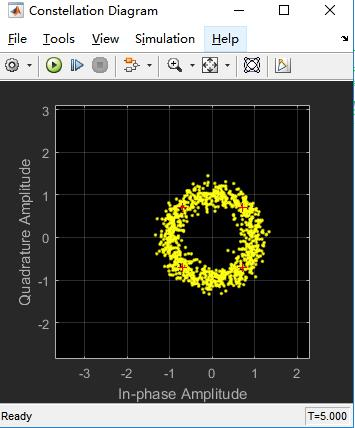 Constellation Diagram
File Tools View Simulation Help
3
2
1
0
-1
-2
Quadrature Amplitude
-3 -2 -1 0 1 2
In-phase Amplitude
Ready T=5.000